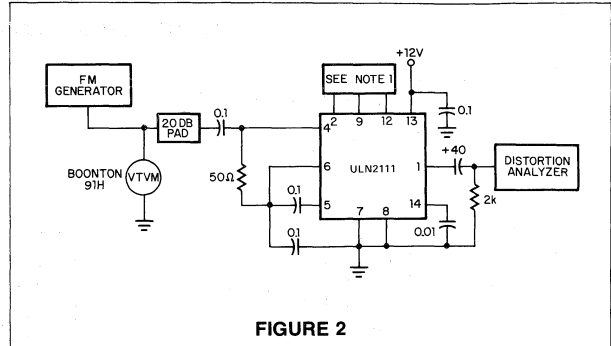 +12V
FM
GENERATOR
SEE NOTE 1
0.1
20 DB
PAD
0.1
2
9
12
13
4
BOONTON
91H
VTVM
6
ULN2111
1
+40
DISTORTION
ANALYZER
50Ω
0.1
5
14
2k
7
8
0.01
0.1
FIGURE 2